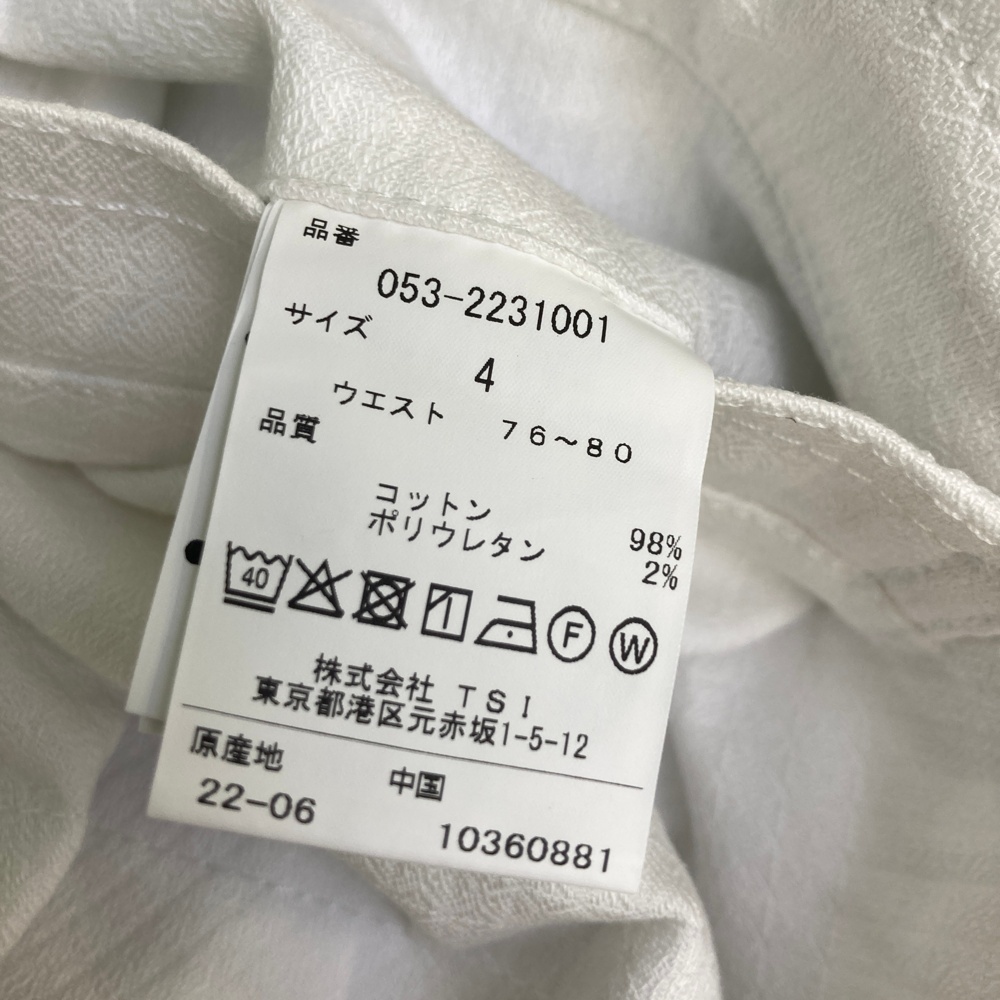 品番
053-2231001
サイズ
4
ウエスト 76~80
品質
コットン 98%
ポリウレタン 2%
40
F W
株式会社 TSI
東京都港区元赤坂1-5-12
原産地 中国
22-06 10360881